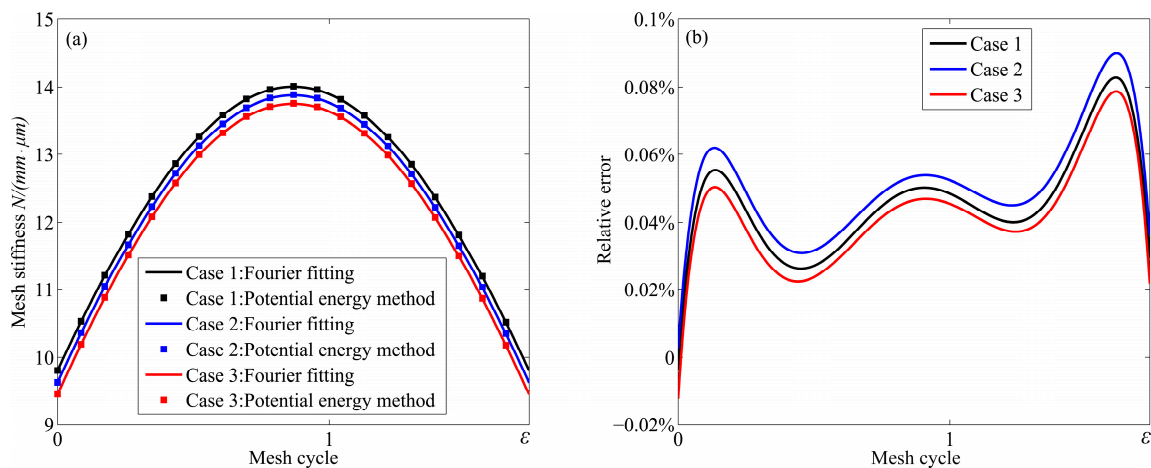 15
14
13
12
11
10
9
Mesh stiffness N/(mm·μm)
(a)
Case 1:Fourier fitting
Case 1:Potential energy method
Case 2:Fourier fitting
Case 2:Potential energy method
Case 3:Fourier fitting
Case 3:Potential energy method
0
1
ε
Mesh cycle
0.1%
0.08%
0.06%
0.04%
0.02%
0
−0.02%
Relative error
(b)
Case 1
Case 2
Case 3
0
1
ε
Mesh cycle